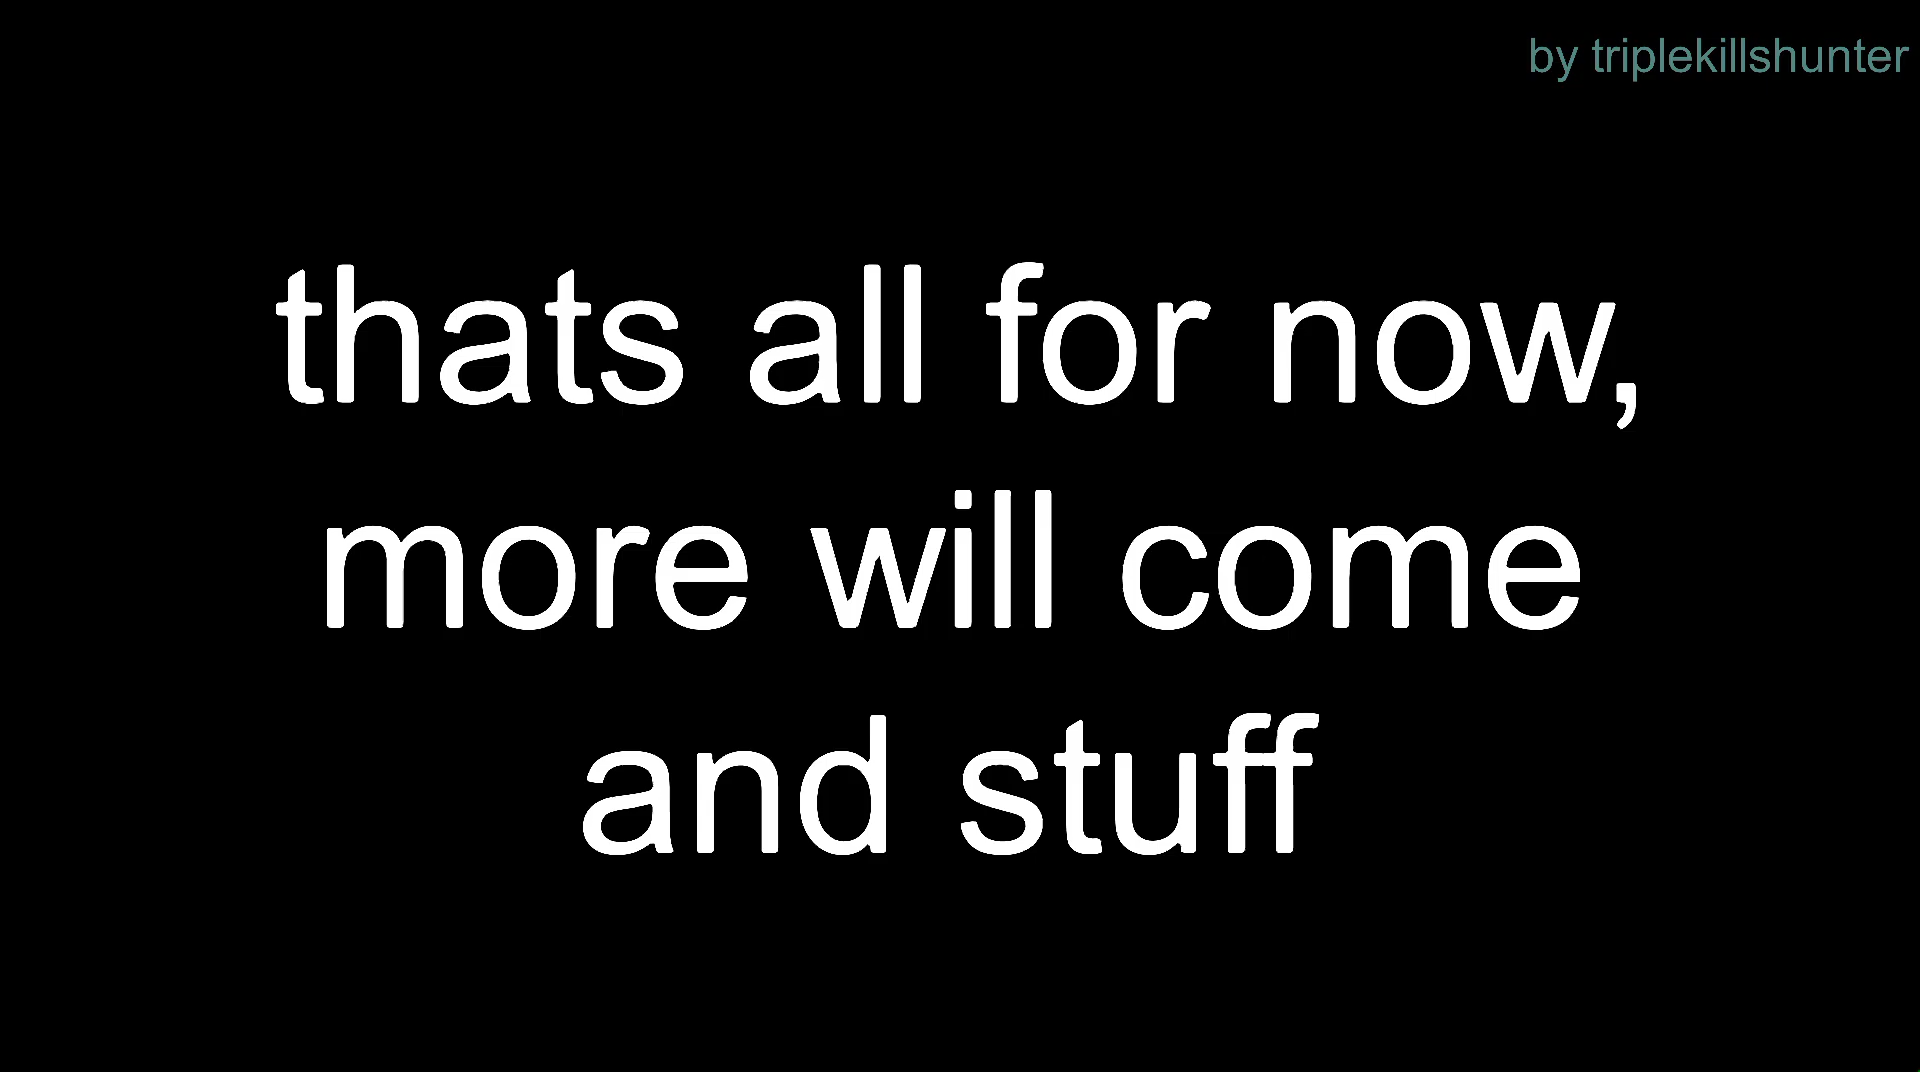 by triplekillshunter
thats all for now,
more will come
and stuff